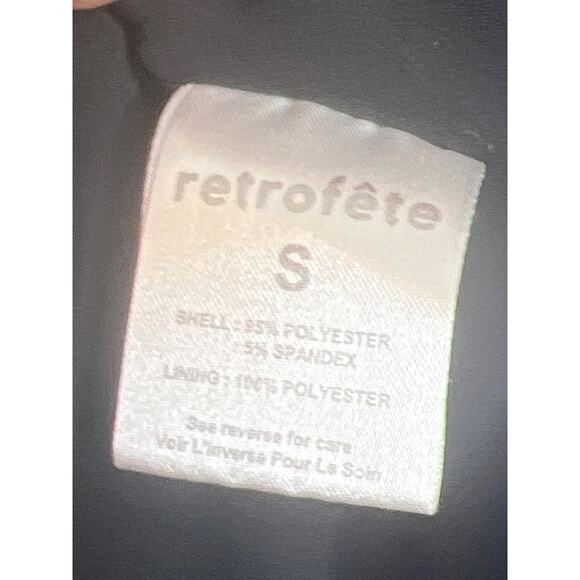 retrofête
S
SHELL : 95% POLYESTER
: 5% SPANDEX
LINING : 100% POLYESTER
See reverse for care
Voir L'inverse Pour Le Soin